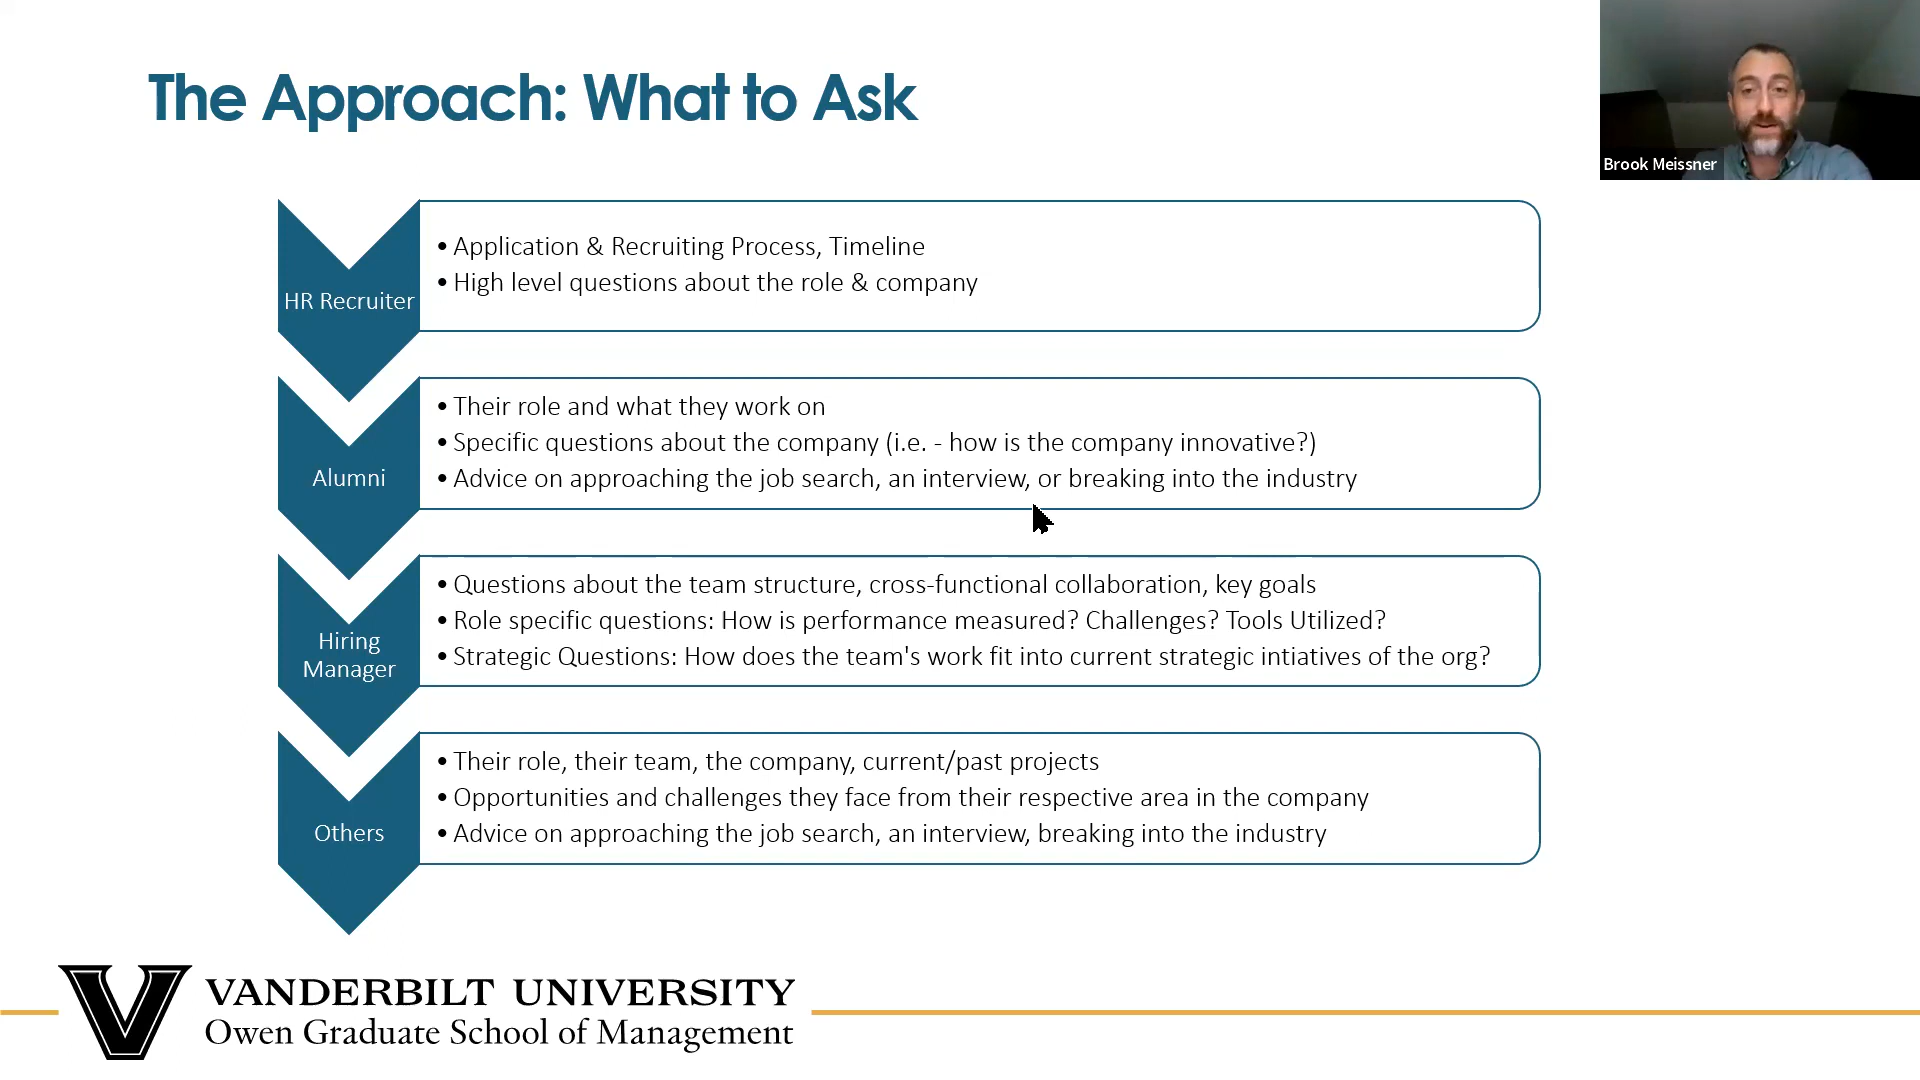 The Approach: What to Ask
Brook Meissner
HR Recruiter
• Application & Recruiting Process, Timeline
• High level questions about the role & company
Alumni
• Their role and what they work on
• Specific questions about the company (i.e. - how is the company innovative?)
• Advice on approaching the job search, an interview, or breaking into the industry
Hiring
Manager
• Questions about the team structure, cross-functional collaboration, key goals
• Role specific questions: How is performance measured? Challenges? Tools Utilized?
• Strategic Questions: How does the team's work fit into current strategic intiatives of the org?
Others
• Their role, their team, the company, current/past projects
• Opportunities and challenges they face from their respective area in the company
• Advice on approaching the job search, an interview, breaking into the industry
V
VANDERBILT UNIVERSITY
Owen Graduate School of Management